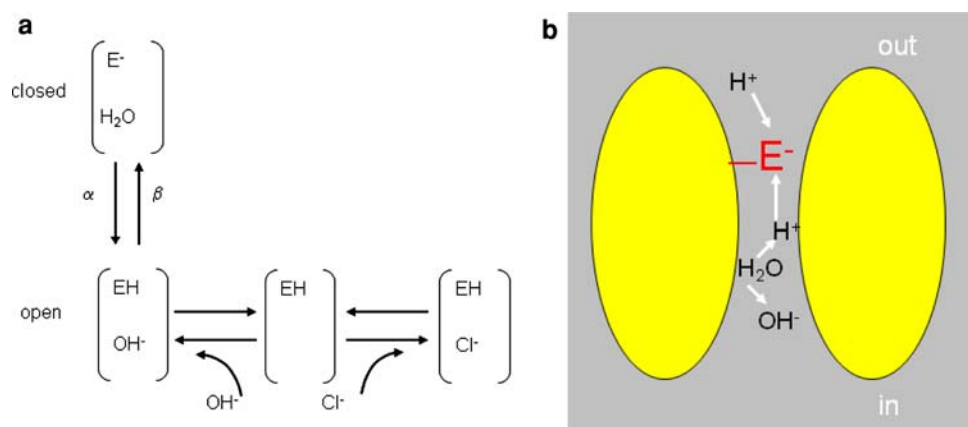 a
closed
E-
H₂O
α β
open
EH
OH-
EH
EH
Cl-
OH-
Cl-
b
out
H+
E-
H+
H₂O
OH-
in